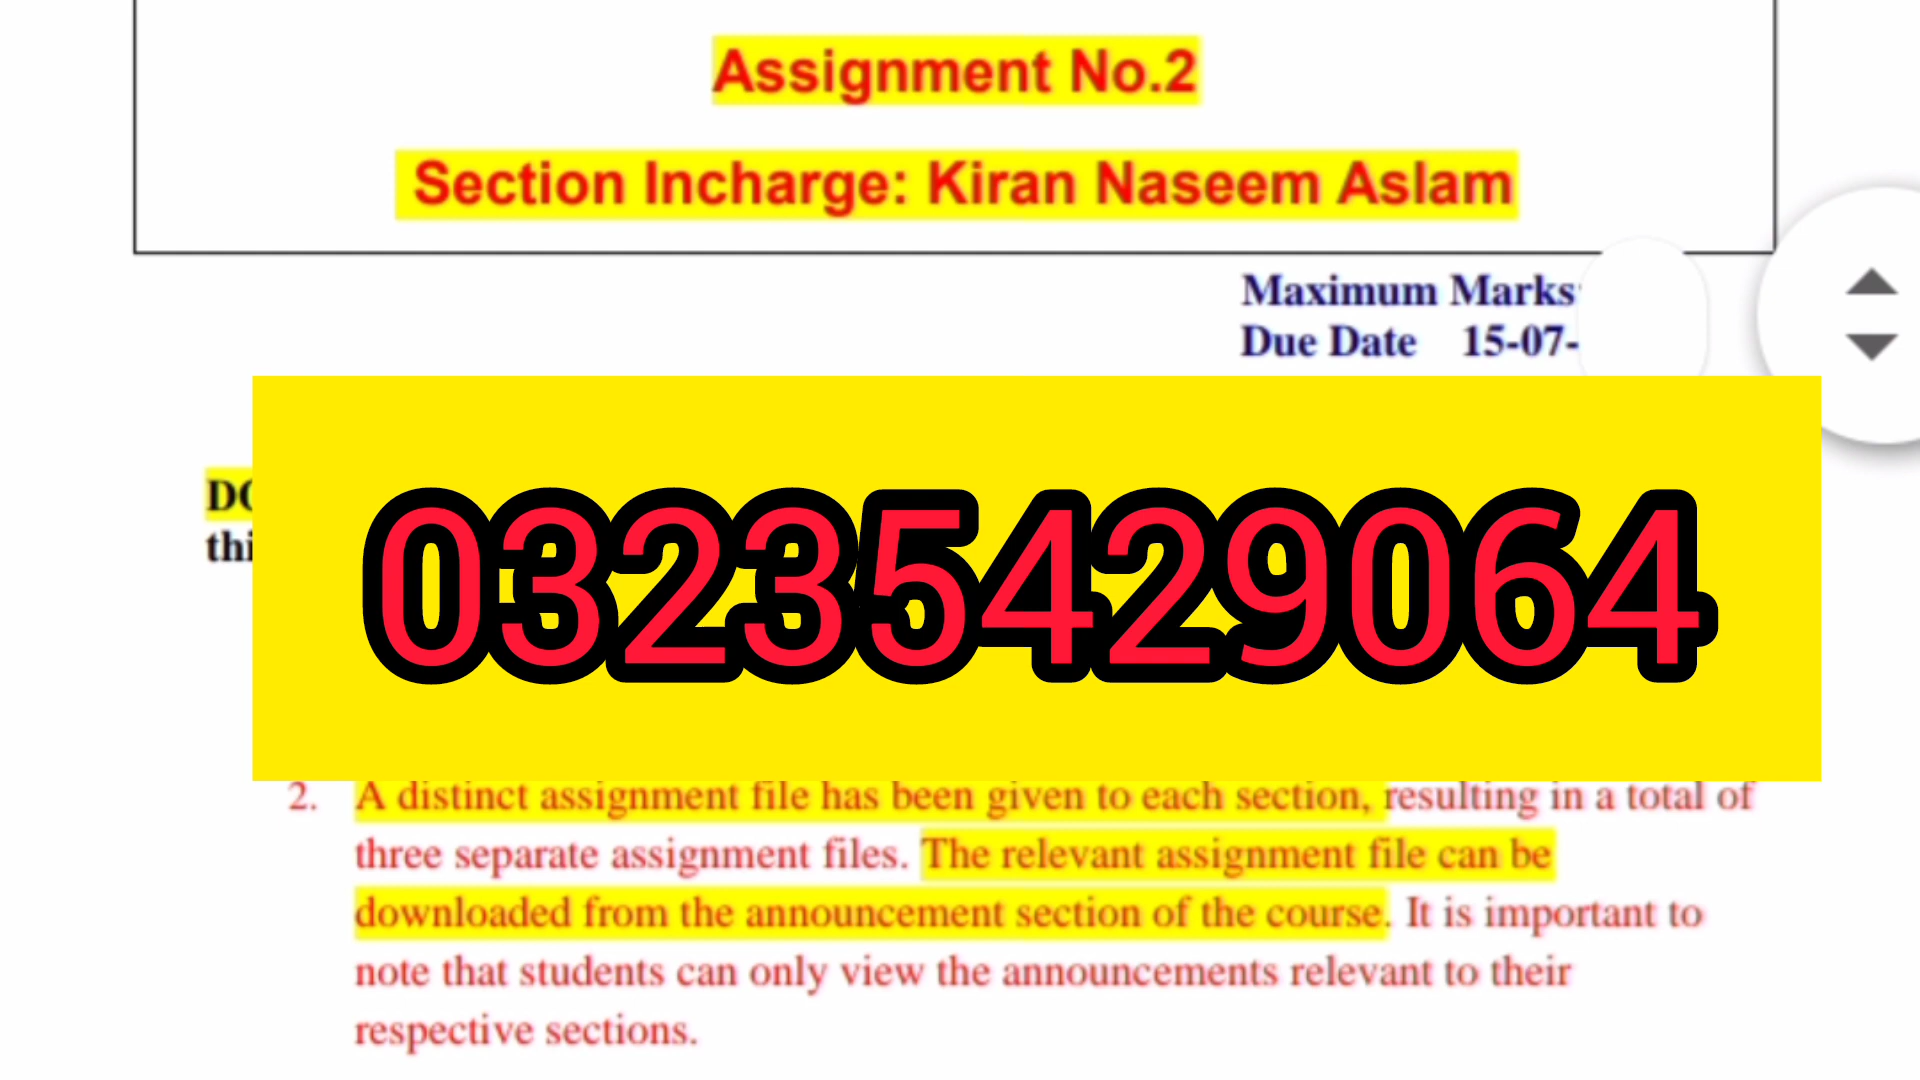 Assignment No.2
Section Incharge: Kiran Naseem Aslam
Maximum Marks
Due Date 15-07-
03235429064
2. A distinct assignment file has been given to each section, resulting in a total of
three separate assignment files. The relevant assignment file can be
downloaded from the announcement section of the course. It is important to
note that students can only view the announcements relevant to their
respective sections.